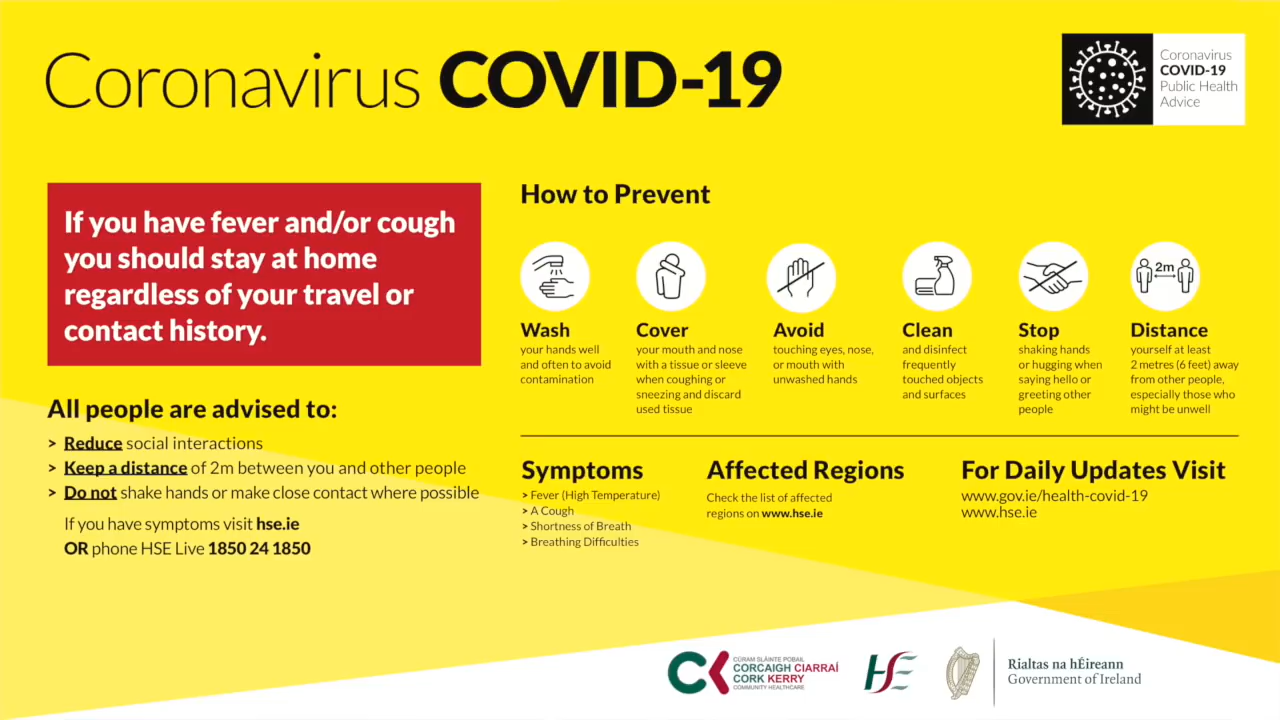 Coronavirus COVID-19
Coronavirus
COVID-19
Public Health
Advice
If you have fever and/or cough
you should stay at home
regardless of your travel or
contact history.
All people are advised to:
> Reduce social interactions
> Keep a distance of 2m between you and other people
> Do not shake hands or make close contact where possible
If you have symptoms visit hse.ie
OR phone HSE Live 1850 24 1850
How to Prevent
Wash
your hands well
and often to avoid
contamination
Cover
your mouth and nose
with a tissue or sleeve
when coughing or
sneezing and discard
used tissue
Avoid
touching eyes, nose,
or mouth with
unwashed hands
Clean
and disinfect
frequently
touched objects
and surfaces
Stop
shaking hands
or hugging when
saying hello or
greeting other
people
2m
Distance
yourself at least
2 metres (6 feet) away
from other people,
especially those who
might be unwell
Symptoms
> Fever (High Temperature)
> A Cough
> Shortness of Breath
> Breathing Difficulties
Affected Regions
Check the list of affected
regions on www.hse.ie
For Daily Updates Visit
www.gov.ie/health-covid-19
www.hse.ie
CK
CÚRAM SLÁINTE POBAIL
CORCAIGH CIARRAÍ
CORK KERRY
COMMUNITY HEALTHCARE
HSE
Rialtas na hÉireann
Government of Ireland